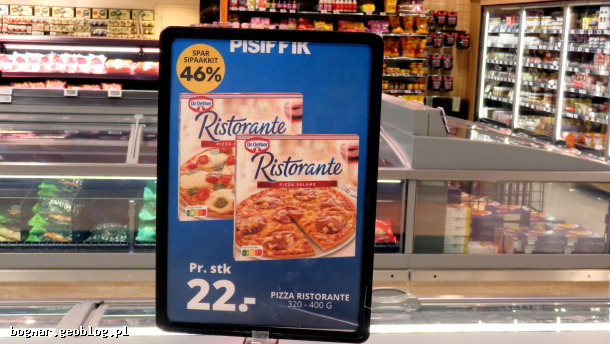 PISIFFIK
SPAR
SIPAAKKIT
46%
Dr.Oetker
Ristorante
Dr.Oetker
Ristorante
PIZZA SALAME
Pr. stk
22.-
PIZZA RISTORANTE
320 - 400 G
bognar.geoblog.pl